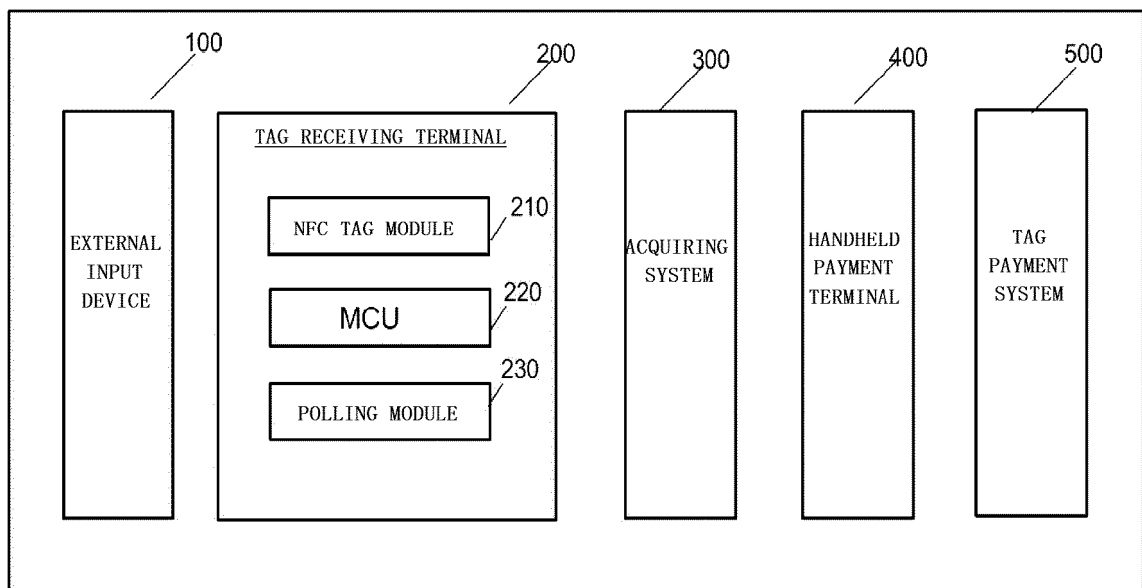 100
200
300
400
500
TAG RECEIVING TERMINAL
NFC TAG MODULE
210
MCU
220
POLLING MODULE
230
EXTERNAL
INPUT
DEVICE
ACQUIRING
SYSTEM
HANDHELD
PAYMENT
TERMINAL
TAG
PAYMENT
SYSTEM